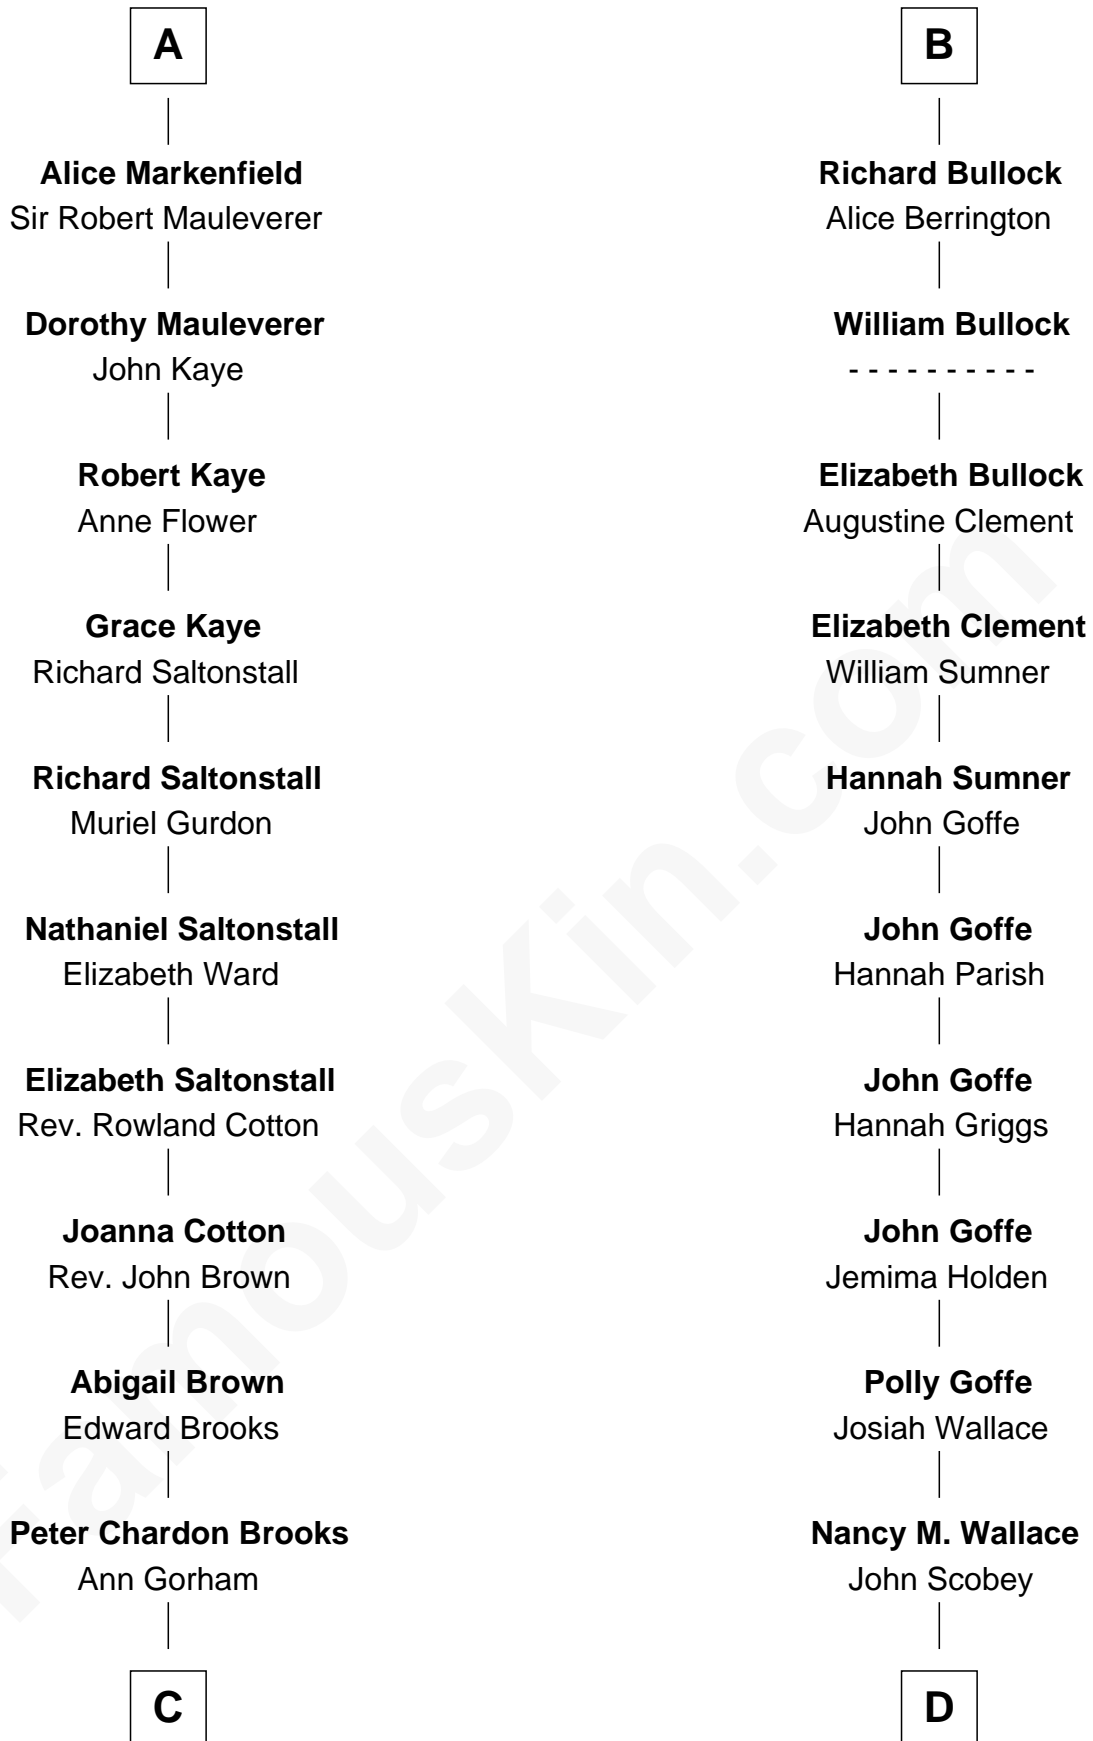 A
Alice Markenfield
Sir Robert Mauleverer
Dorothy Mauleverer
John Kaye
Robert Kaye
Anne Flower
Grace Kaye
Richard Saltonstall
Richard Saltonstall
Muriel Gurdon
Nathaniel Saltonstall
Elizabeth Ward
Elizabeth Saltonstall
Rev. Rowland Cotton
Joanna Cotton
Rev. John Brown
Abigail Brown
Edward Brooks
Peter Chardon Brooks
Ann Gorham
C
B
Richard Bullock
Alice Berrington
William Bullock
- - - - - - - - - -
Elizabeth Bullock
Augustine Clement
Elizabeth Clement
William Sumner
Hannah Sumner
John Goffe
John Goffe
Hannah Parish
John Goffe
Hannah Griggs
John Goffe
Jemima Holden
Polly Goffe
Josiah Wallace
Nancy M. Wallace
John Scobey
D
FamousKin.com